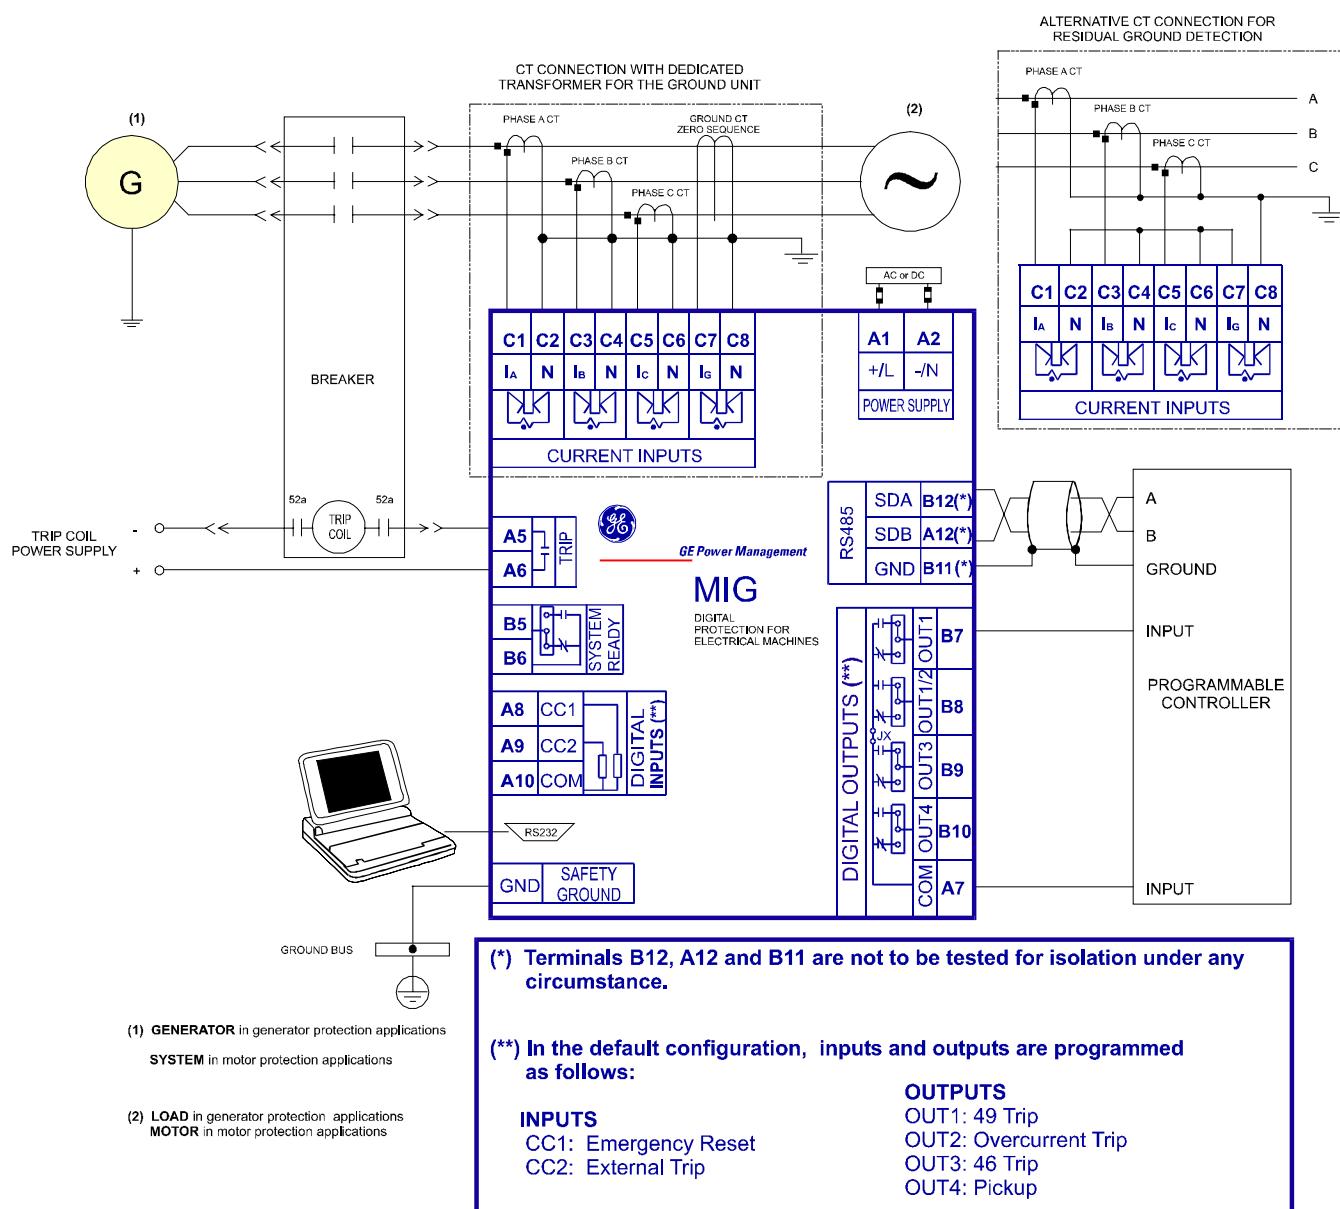 ALTERNATIVE CT CONNECTION FOR
RESIDUAL GROUND DETECTION
CT CONNECTION WITH DEDICATED
TRANSFORMER FOR THE GROUND UNIT
PHASE A CT
A
PHASE B CT
B
PHASE C CT
C
(1)
(2)
PHASE A CT
GROUND CT
ZERO SEQUENCE
PHASE B CT
PHASE C CT
G
AC or DC
C1 C2 C3 C4 C5 C6 C7 C8
IA N IB N IC N IG N
CURRENT INPUTS
C1 C2 C3 C4 C5 C6 C7 C8
IA N IB N IC N IG N
CURRENT INPUTS
A1 A2
+/L -/N
POWER SUPPLY
BREAKER
52a
52a
TRIP
COIL
TRIP COIL
POWER SUPPLY
-
+
A5
A6
TRIP
GE
GE Power Management
MIG
DIGITAL
PROTECTION FOR
ELECTRICAL MACHINES
RS485
SDA B12(*)
SDB A12(*)
GND B11(*)
A
B
GROUND
INPUT
PROGRAMMABLE
CONTROLLER
INPUT
B5
B6
SYSTEM
READY
A8 CC1
A9 CC2
A10 COM
DIGITAL
INPUTS (**)
DIGITAL OUTPUTS (**)
JX
OUT1 B7
OUT1/2 B8
OUT3 B9
OUT4 B10
COM A7
RS232
GND SAFETY
GROUND
GROUND BUS
(*) Terminals B12, A12 and B11 are not to be tested for isolation under any
circumstance.
(**) In the default configuration, inputs and outputs are programmed
as follows:
INPUTS
CC1: Emergency Reset
CC2: External Trip
OUTPUTS
OUT1: 49 Trip
OUT2: Overcurrent Trip
OUT3: 46 Trip
OUT4: Pickup
(1) GENERATOR in generator protection applications
SYSTEM in motor protection applications
(2) LOAD in generator protection applications
MOTOR in motor protection applications